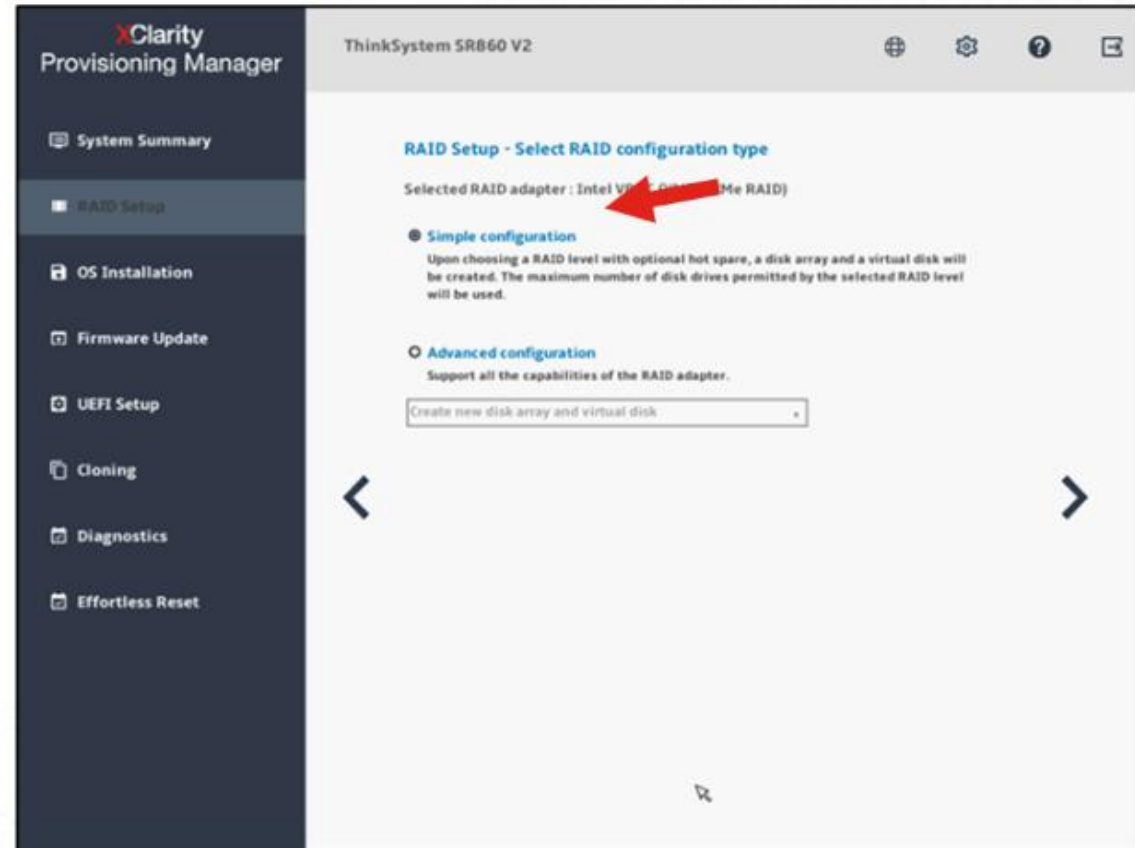 XClarity
Provisioning Manager
ThinkSystem SR860 V2
System Summary
RAID Setup
OS Installation
Firmware Update
UEFI Setup
Cloning
Diagnostics
Effortless Reset
RAID Setup - Select RAID configuration type
Selected RAID adapter : Intel RAID)
Simple configuration
Upon choosing a RAID level with optional hot spare, a disk array and a virtual disk will
be created. The maximum number of disk drives permitted by the selected RAID level
will be used.
Advanced configuration
Support all the capabilities of the RAID adapter.
Create new disk array and virtual disk